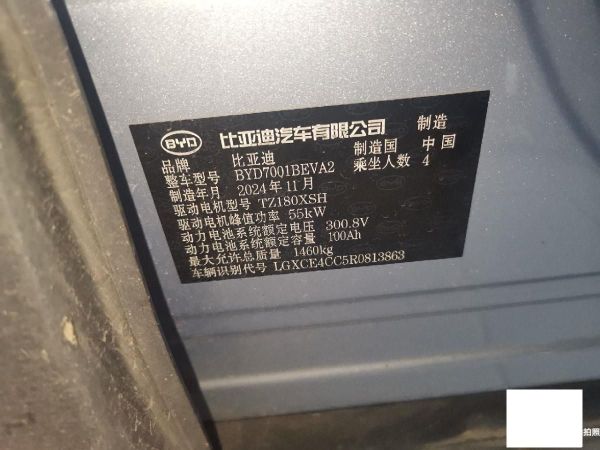 BYD 比亚迪汽车有限公司 制造
品牌 比亚迪 制造国 中国
整车型号 BYD7001BEVA2 乘坐人数 4
制造年月 2024年11月
驱动电机型号 TZ180XSH
驱动电机峰值功率 55kW
动力电池系统额定电压 300.8V
动力电池系统额定容量 100Ah
最大允许总质量 1460kg
车辆识别代号 LGXCE4CC5R0813863
拍照